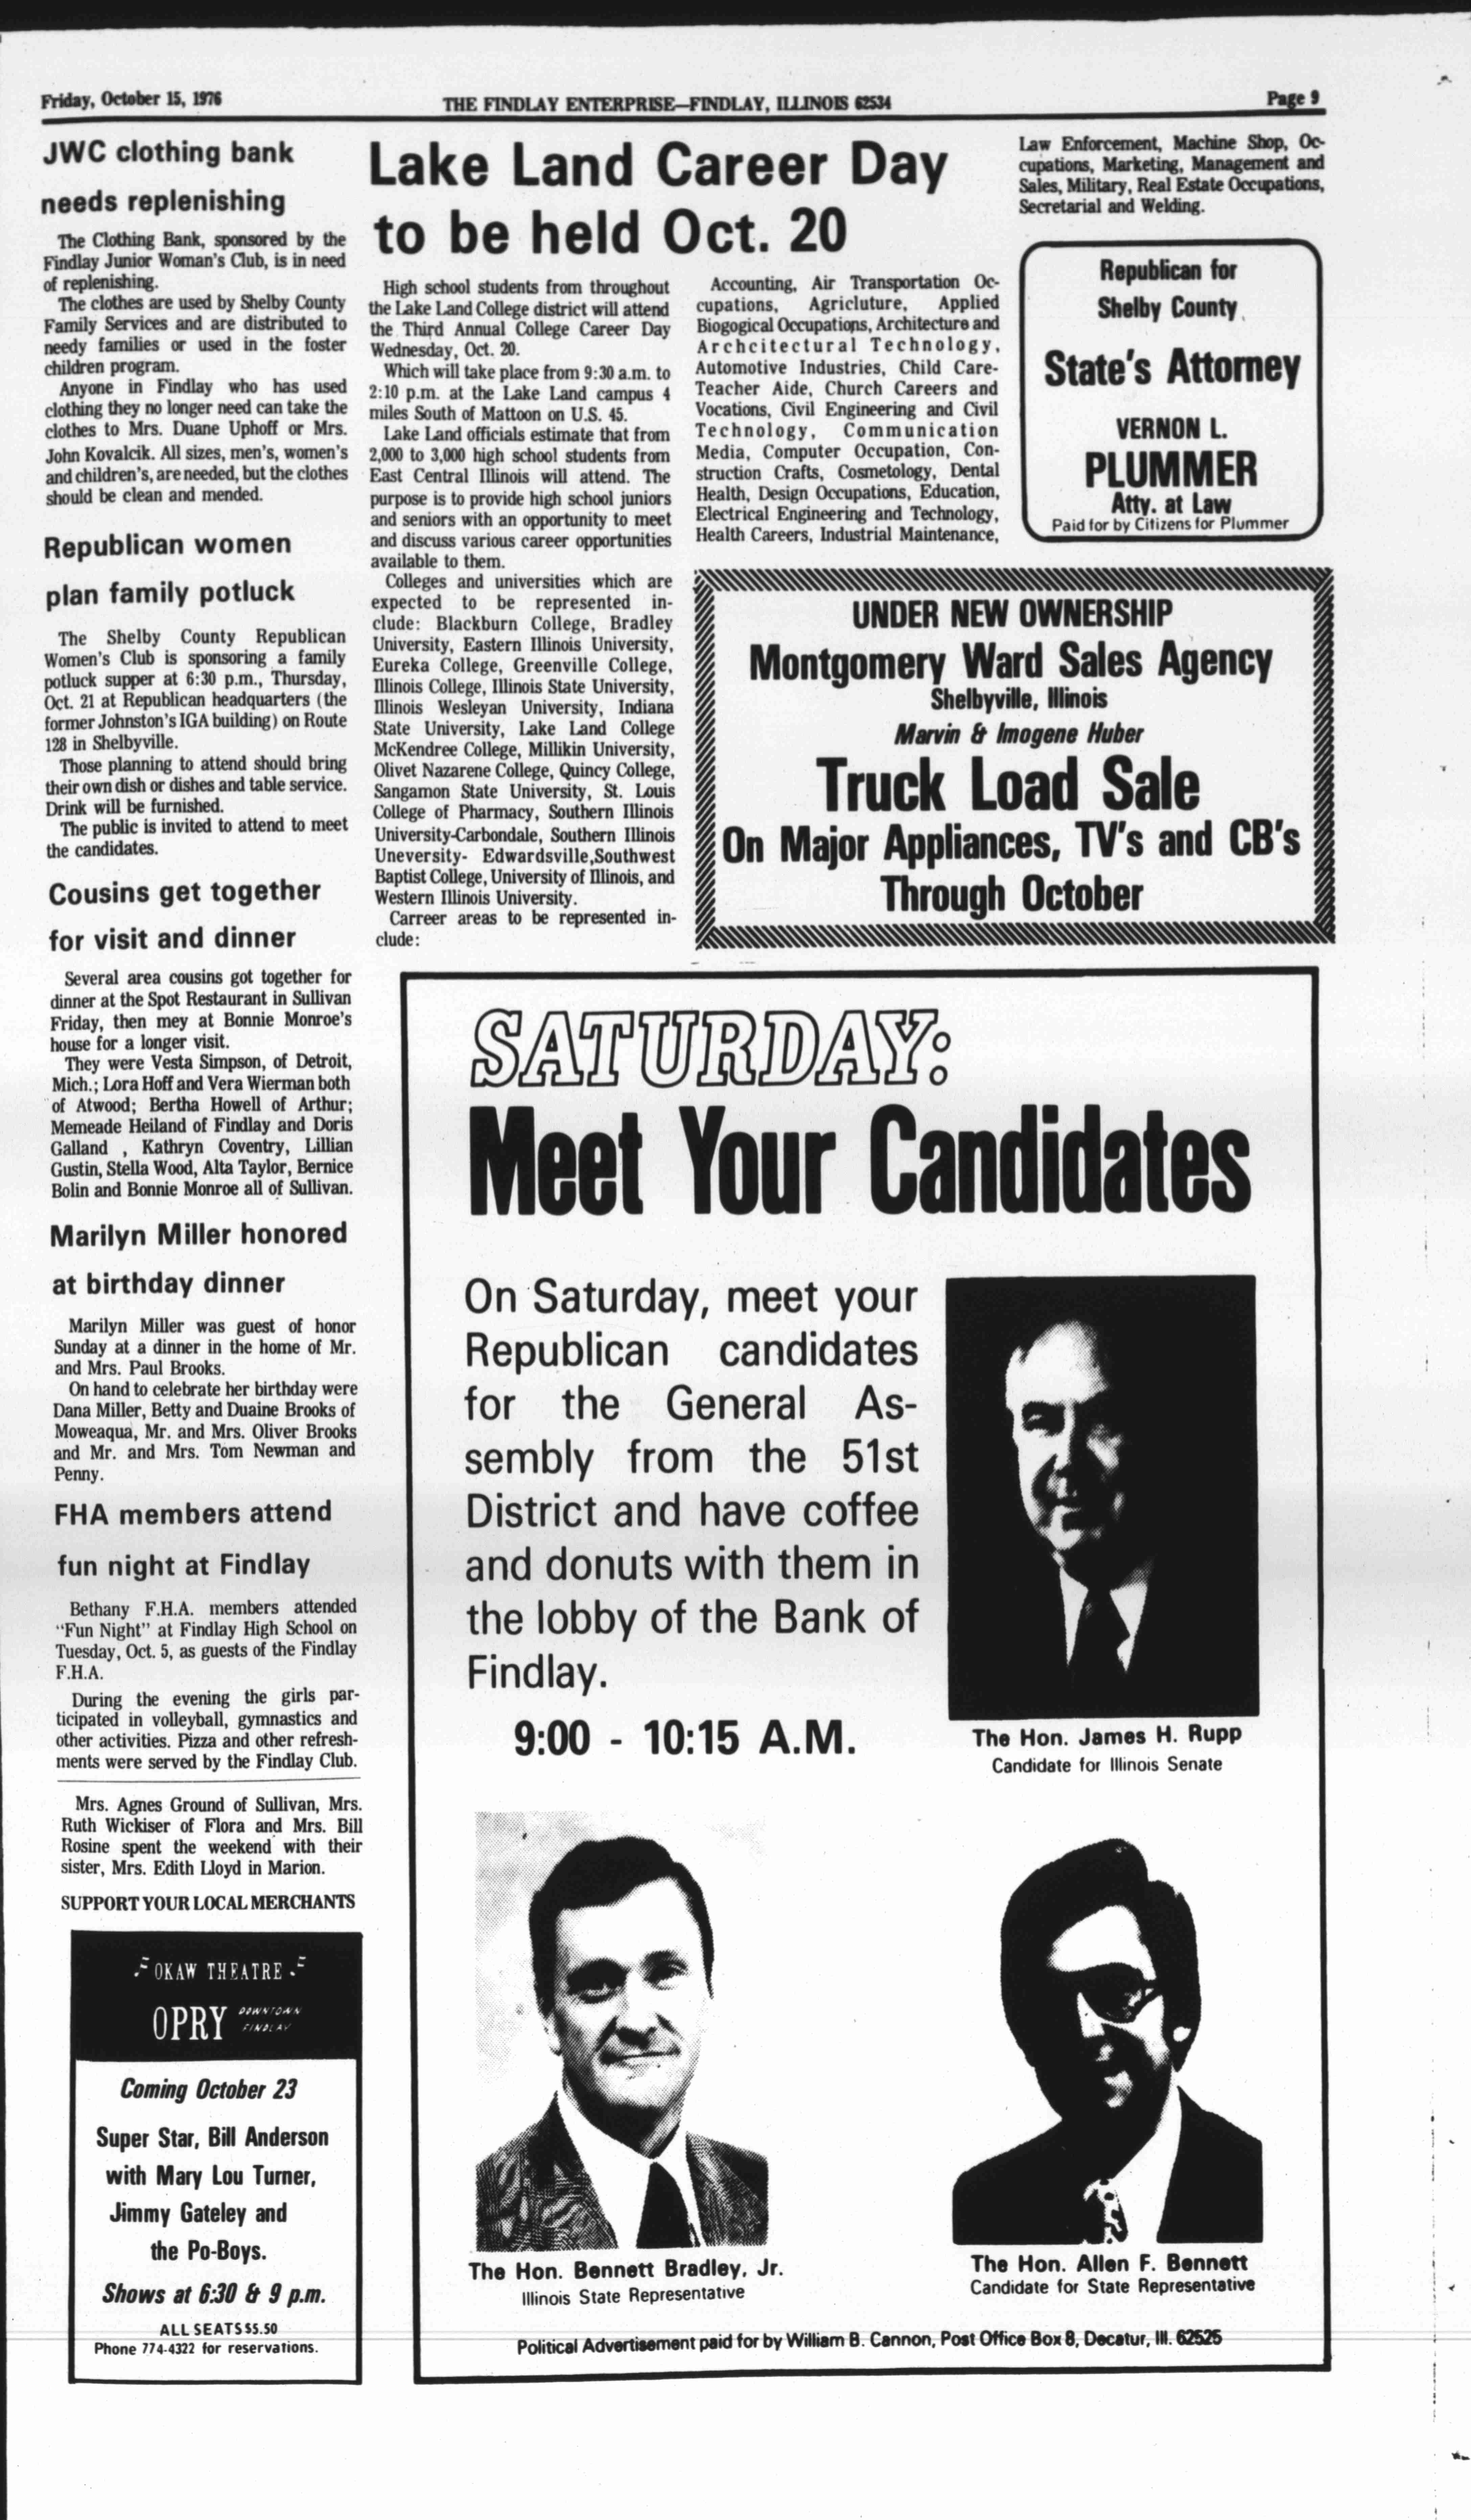 Friday, October 15, 1976
THE FINDLAY ENTERPRISE—FINDLAY, ILLINOIS 62534
Page 9
JWC clothing bank
needs replenishing
The Clothing Bank, sponsored by the
Findlay Junior Woman's Club, is in need
of replenishing.
The clothes are used by Shelby County
Family Services and are distributed to
needy families or used in the foster
children program.
Anyone in Findlay who has used
clothing they no longer need can take the
clothes to Mrs. Duane Uphoff or Mrs.
John Kovalcik. All sizes, men's, women's
and children's, are needed, but the clothes
should be clean and mended.
Republican women
plan family potluck
The Shelby County Republican
Women's Club is sponsoring a family
potluck supper at 6:30 p.m., Thursday,
Oct. 21 at Republican headquarters (the
former Johnston's IGA building) on Route
128 in Shelbyville.
Those planning to attend should bring
their own dish or dishes and table service.
Drink will be furnished.
The public is invited to attend to meet
the candidates.
Cousins get together
for visit and dinner
Several area cousins got together for
dinner at the Spot Restaurant in Sullivan
Friday, then mey at Bonnie Monroe's
house for a longer visit.
They were Vesta Simpson, of Detroit,
Mich.; Lora Hoff and Vera Wierman both
of Atwood; Bertha Howell of Arthur;
Memeade Heiland of Findlay and Doris
Galland , Kathryn Coventry, Lillian
Gustin, Stella Wood, Alta Taylor, Bernice
Bolin and Bonnie Monroe all of Sullivan.
Marilyn Miller honored
at birthday dinner
Marilyn Miller was guest of honor
Sunday at a dinner in the home of Mr.
and Mrs. Paul Brooks.
On hand to celebrate her birthday were
Dana Miller, Betty and Duaine Brooks of
Moweaqua, Mr. and Mrs. Oliver Brooks
and Mr. and Mrs. Tom Newman and
Penny.
FHA members attend
fun night at Findlay
Bethany F.H.A. members attended
"Fun Night" at Findlay High School on
Tuesday, Oct. 5, as guests of the Findlay
F.H.A.
During the evening the girls par-
ticipated in volleyball, gymnastics and
other activities. Pizza and other refresh-
ments were served by the Findlay Club.
Mrs. Agnes Ground of Sullivan, Mrs.
Ruth Wickiser of Flora and Mrs. Bill
Rosine spent the weekend with their
sister, Mrs. Edith Lloyd in Marion.
SUPPORT YOUR LOCAL MERCHANTS
OKAW THEATRE
OPRY DOWNTOWN
FINDLAY
Coming October 23
Super Star, Bill Anderson
with Mary Lou Turner,
Jimmy Gateley and
the Po-Boys.
Shows at 6:30 & 9 p.m.
ALL SEATS $5.50
Phone 774-4322 for reservations.
Lake Land Career Day
to be held Oct. 20
High school students from throughout
the Lake Land College district will attend
the Third Annual College Career Day
Wednesday, Oct. 20.
Which will take place from 9:30 a.m. to
2:10 p.m. at the Lake Land campus 4
miles South of Mattoon on U.S. 45.
Lake Land officials estimate that from
2,000 to 3,000 high school students from
East Central Illinois will attend. The
purpose is to provide high school juniors
and seniors with an opportunity to meet
and discuss various career opportunities
available to them.
Colleges and universities which are
expected to be represented in-
clude: Blackburn College, Bradley
University, Eastern Illinois University,
Eureka College, Greenville College,
Illinois College, Illinois State University,
Illinois Wesleyan University, Indiana
State University, Lake Land College
McKendree College, Millikin University,
Olivet Nazarene College, Quincy College,
Sangamon State University, St. Louis
College of Pharmacy, Southern Illinois
University-Carbondale, Southern Illinois
Uneversity- Edwardsville,Southwest
Baptist College, University of Illinois, and
Western Illinois University.
Carreer areas to be represented in-
clude:
Accounting, Air Transportation Oc-
cupations, Agricluture, Applied
Biogogical Occupations, Architecture and
Archcitectural Technology,
Automotive Industries, Child Care-
Teacher Aide, Church Careers and
Vocations, Civil Engineering and Civil
Technology, Communication
Media, Computer Occupation, Con-
struction Crafts, Cosmetology, Dental
Health, Design Occupations, Education,
Electrical Engineering and Technology,
Health Careers, Industrial Maintenance,
Law Enforcement, Machine Shop, Oc-
cupations, Marketing, Management and
Sales, Military, Real Estate Occupations,
Secretarial and Welding.
Republican for
Shelby County
State's Attorney
VERNON L.
PLUMMER
Atty. at Law
Paid for by Citizens for Plummer
UNDER NEW OWNERSHIP
Montgomery Ward Sales Agency
Shelbyville, Illinois
Marvin & Imogene Huber
Truck Load Sale
On Major Appliances, TV's and CB's
Through October
SATURDAY:
Meet Your Candidates
On Saturday, meet your
Republican candidates
for the General As-
sembly from the 51st
District and have coffee
and donuts with them in
the lobby of the Bank of
Findlay.
9:00 - 10:15 A.M.
The Hon. James H. Rupp
Candidate for Illinois Senate
The Hon. Bennett Bradley, Jr.
Illinois State Representative
The Hon. Allen F. Bennett
Candidate for State Representative
Political Advertisement paid for by William B. Cannon, Post Office Box 8, Decatur, Ill. 62525